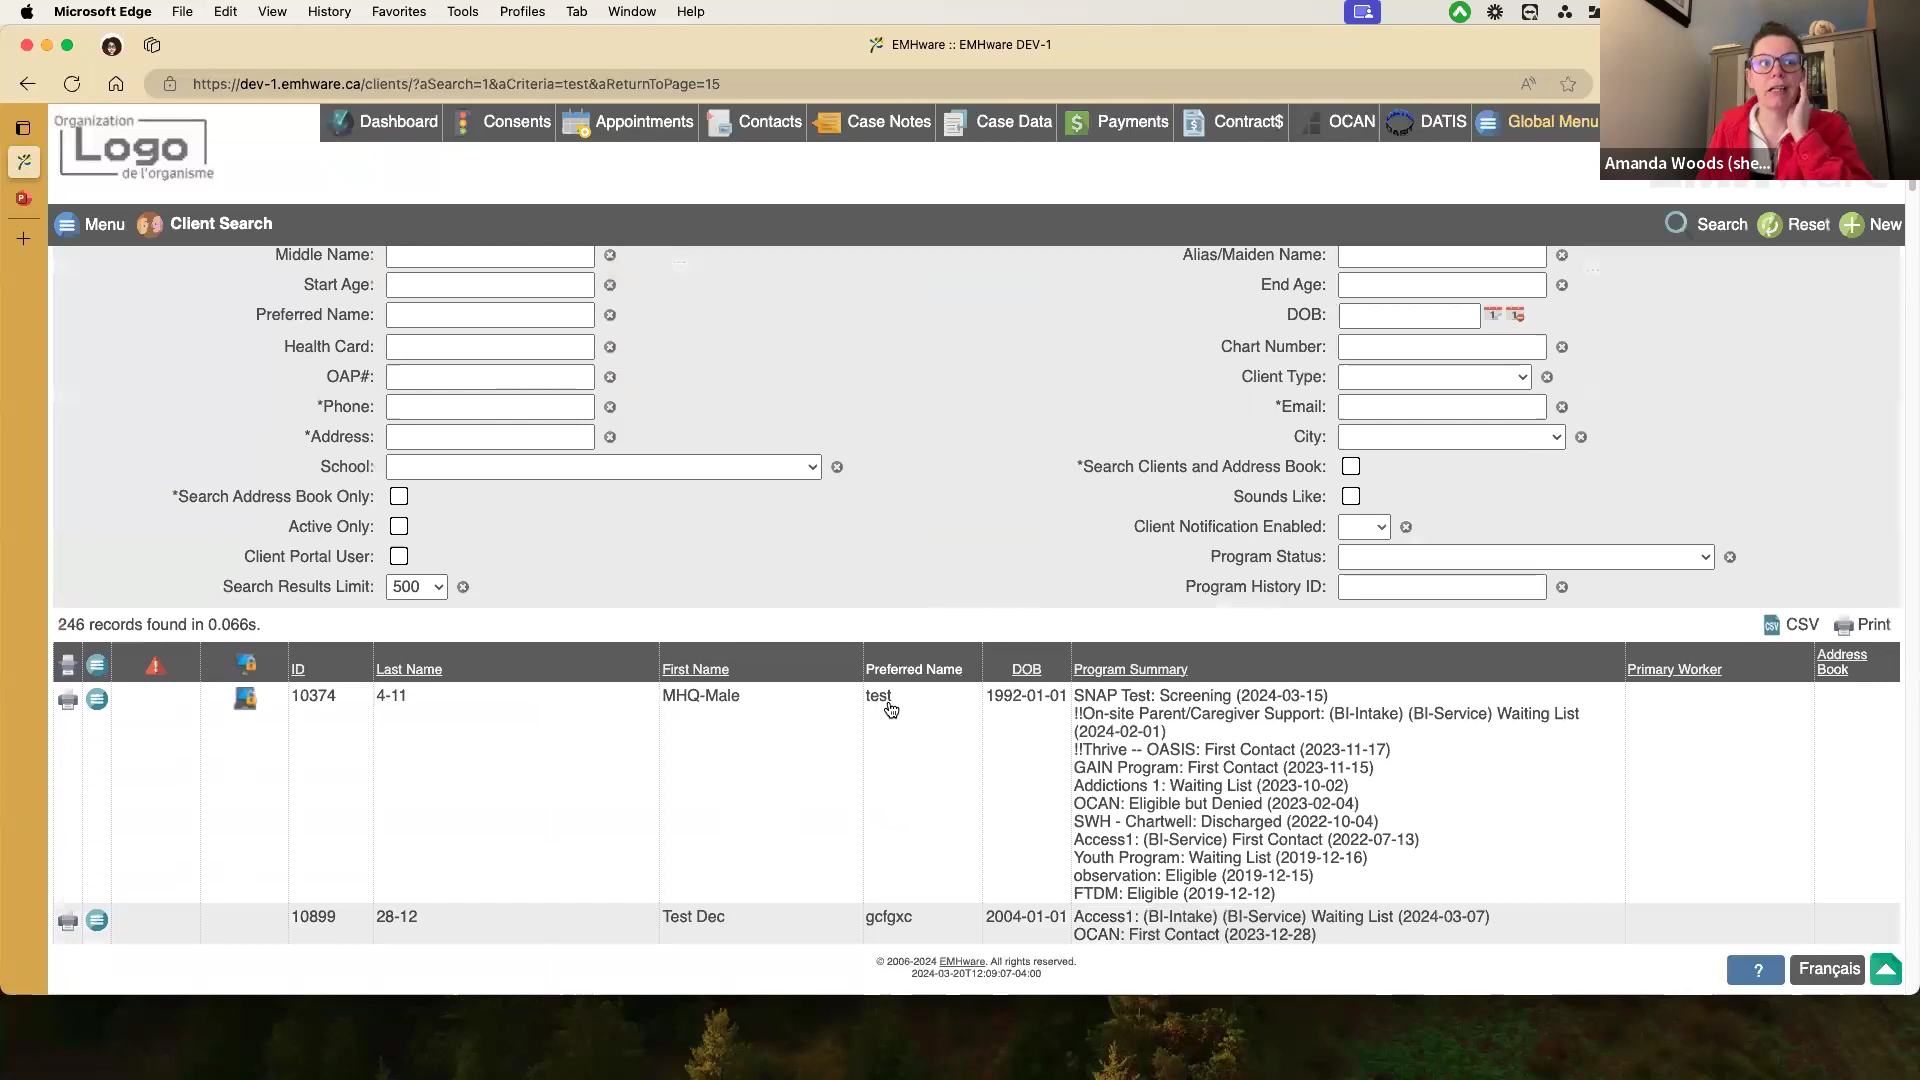 Microsoft Edge File Edit View History Favorites Tools Profiles Tab Window Help
EMHware :: EMHware DEV-1
https://dev-1.emhware.ca/clients/?aSearch=1&aCriteria=test&aReturnToPage=15
Organization
Logo
de l'organisme
Dashboard Consents Appointments Contacts Case Notes Case Data Payments Contract$ OCAN DATIS Global Menu
Amanda Woods (she...
Menu Client Search Search Reset New
Middle Name: Alias/Maiden Name:
Start Age: End Age:
Preferred Name: DOB:
Health Card: Chart Number:
OAP#: Client Type:
*Phone: *Email:
*Address: City:
School: *Search Clients and Address Book:
*Search Address Book Only: Sounds Like:
Active Only: Client Notification Enabled:
Client Portal User: Program Status:
Search Results Limit: 500 Program History ID:
246 records found in 0.066s. CSV Print
ID Last Name First Name Preferred Name DOB Program Summary Primary Worker Address Book
10374 4-11 MHQ-Male test 1992-01-01 SNAP Test: Screening (2024-03-15)
!!On-site Parent/Caregiver Support: (BI-Intake) (BI-Service) Waiting List
(2024-02-01)
!!Thrive -- OASIS: First Contact (2023-11-17)
GAIN Program: First Contact (2023-11-15)
Addictions 1: Waiting List (2023-10-02)
OCAN: Eligible but Denied (2023-02-04)
SWH - Chartwell: Discharged (2022-10-04)
Access1: (BI-Service) First Contact (2022-07-13)
Youth Program: Waiting List (2019-12-16)
observation: Eligible (2019-12-15)
FTDM: Eligible (2019-12-12)
10899 28-12 Test Dec gcfgxc 2004-01-01 Access1: (BI-Intake) (BI-Service) Waiting List (2024-03-07)
OCAN: First Contact (2023-12-28)
© 2006-2024 EMHware. All rights reserved.
2024-03-20T12:09:07-04:00
? Français